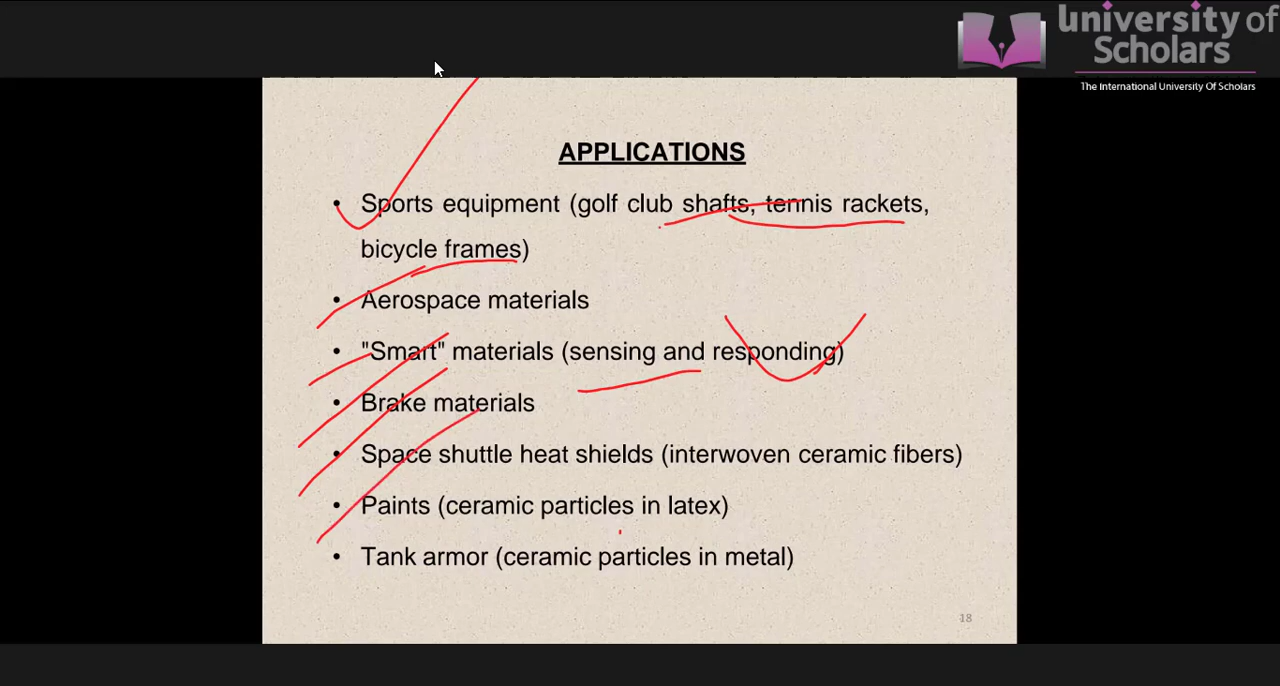 university of
Scholars
The International University Of Scholars
APPLICATIONS
• Sports equipment (golf club shafts, tennis rackets,
bicycle frames)
• Aerospace materials
• "Smart" materials (sensing and responding)
• Brake materials
• Space shuttle heat shields (interwoven ceramic fibers)
• Paints (ceramic particles in latex)
• Tank armor (ceramic particles in metal)
18